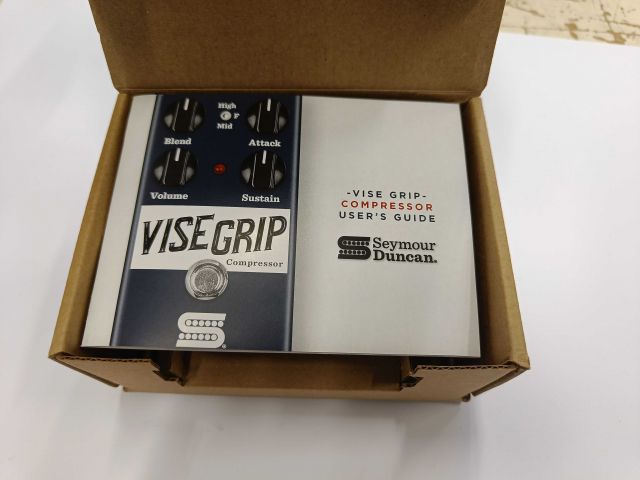 High
F
Mid
Blend
Attack
Volume
Sustain
VISE GRIP
Compressor
-VISE GRIP-
COMPRESSOR
USER'S GUIDE
Seymour
Duncan.